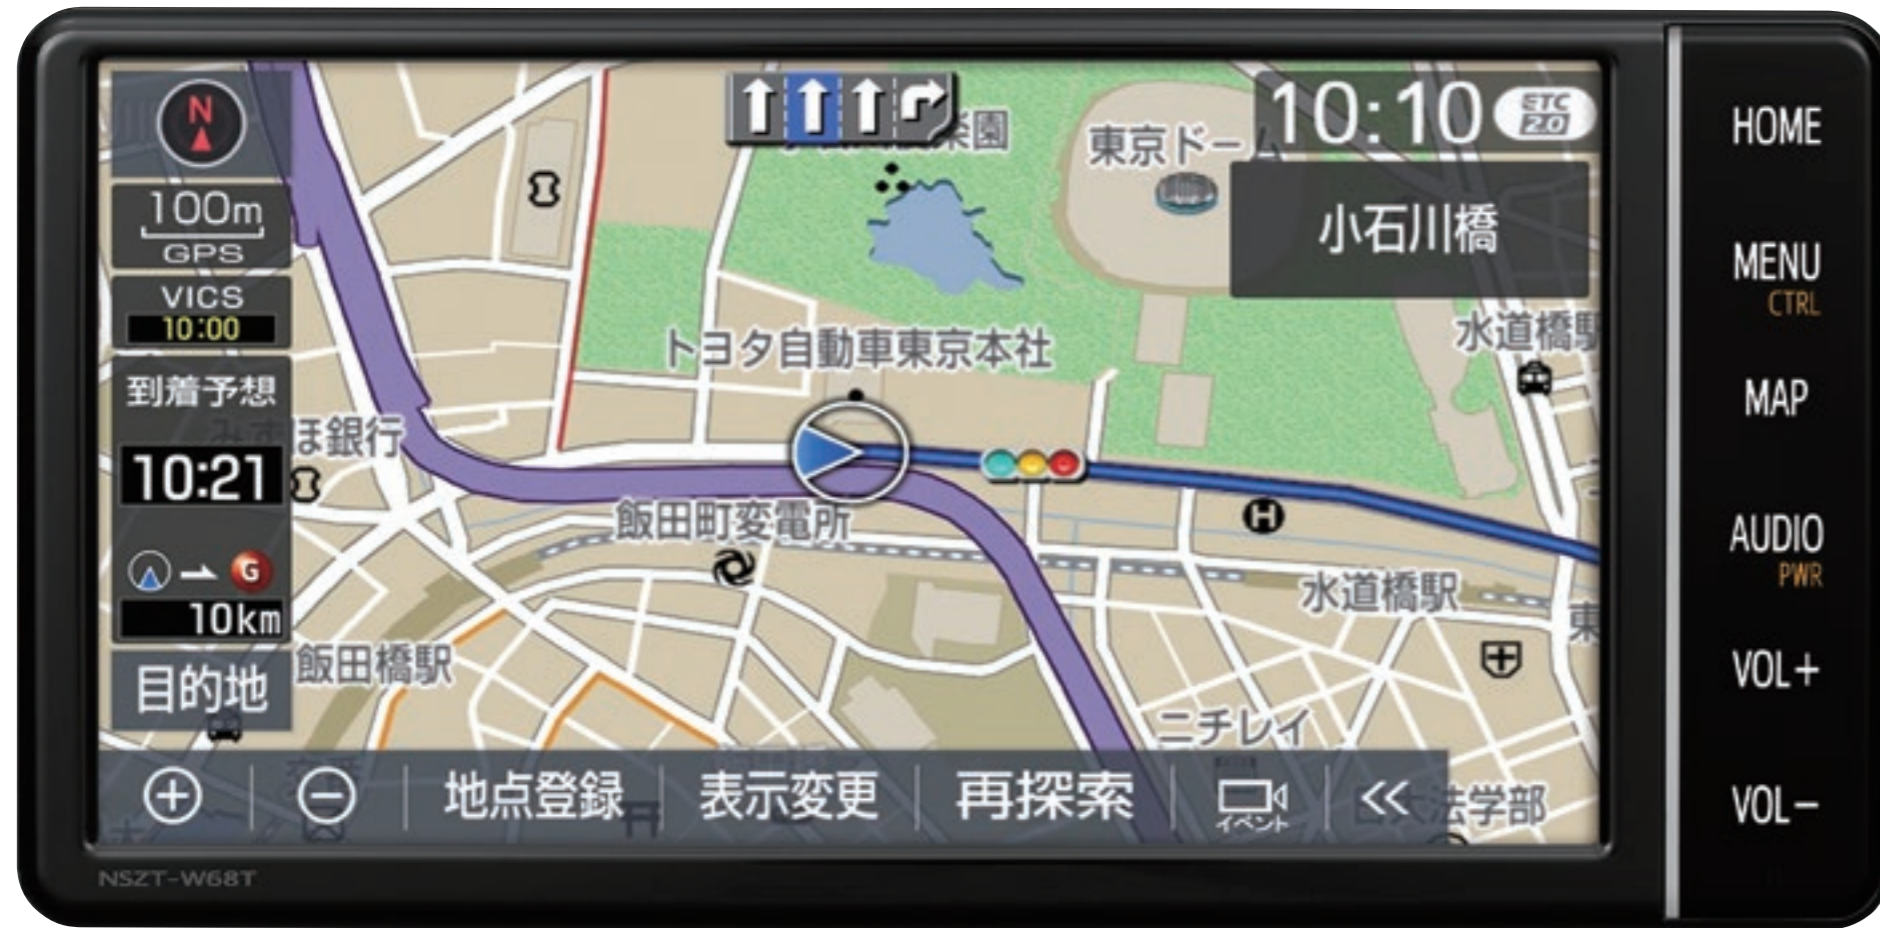 N
100m
GPS
VICS
10:00
到着予想
10:21
G
10km
目的地
楽園
東京ドーム
10:10
ETC
2.0
小石川橋
水道橋駅
トヨタ自動車東京本社
ほ銀行
飯田町変電所
H
水道橋駅
東
飯田橋駅
ニチレイ
法学部
地点登録
表示変更
再探索
イベント
<<
NSZT-W68T
HOME
MENU
CTRL
MAP
AUDIO
PWR
VOL+
VOL-